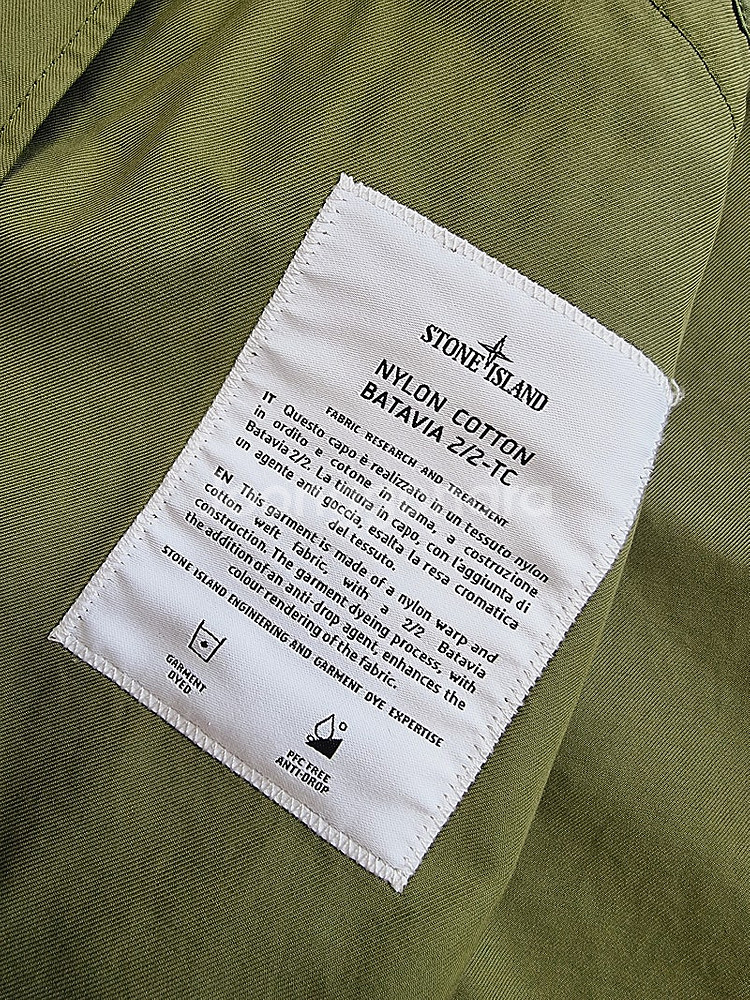 STONE ISLAND
NYLON COTTON
BATAVIA 2/2-TC
FABRIC RESEARCH AND TREATMENT
IT Questo capo è realizzato in un tessuto nylon
in ordito e cotone in trama, a costruzione
Batavia 2/2. La tintura in capo, con l'aggiunta di
un agente anti goccia, esalta la resa cromatica
del tessuto.
EN This garment is made of a nylon warp and
cotton weft fabric, with a 2/2 Batavia
construction. The garment dyeing process, with
the addition of an anti-drop agent, enhances the
colour rendering of the fabric.
STONE ISLAND ENGINEERING AND GARMENT DYE EXPERTISE
GARMENT
DYED
PFC FREE
ANTI-DROP